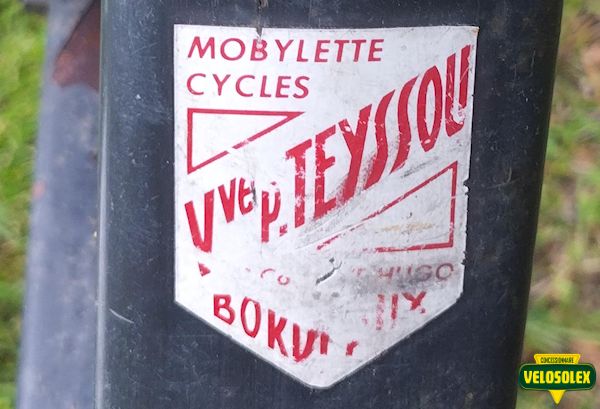 MOBYLETTE
CYCLES
Vve P. TEYSSOU
HUGO
CONCESSIONNAIRE
VELOSOLEX